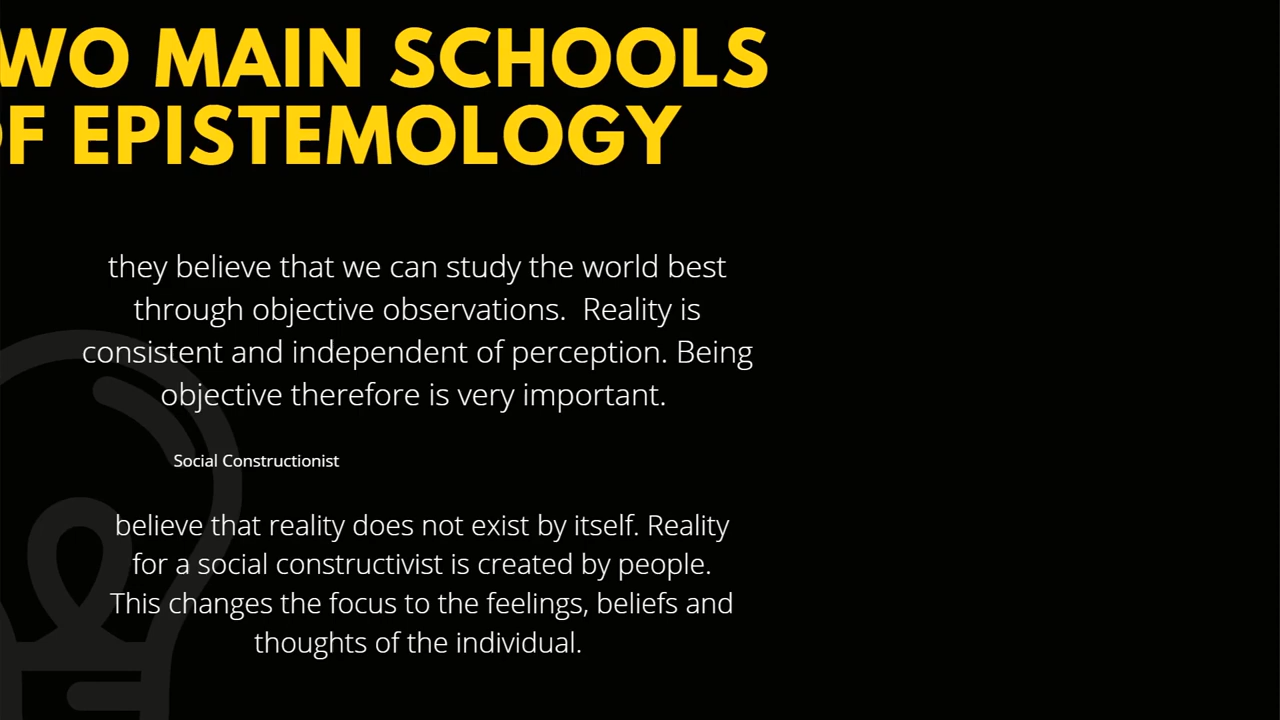 WO MAIN SCHOOLS
OF EPISTEMOLOGY
they believe that we can study the world best
through objective observations.  Reality is
consistent and independent of perception. Being
objective therefore is very important.
Social Constructionist
believe that reality does not exist by itself. Reality
for a social constructivist is created by people.
This changes the focus to the feelings, beliefs and
thoughts of the individual.